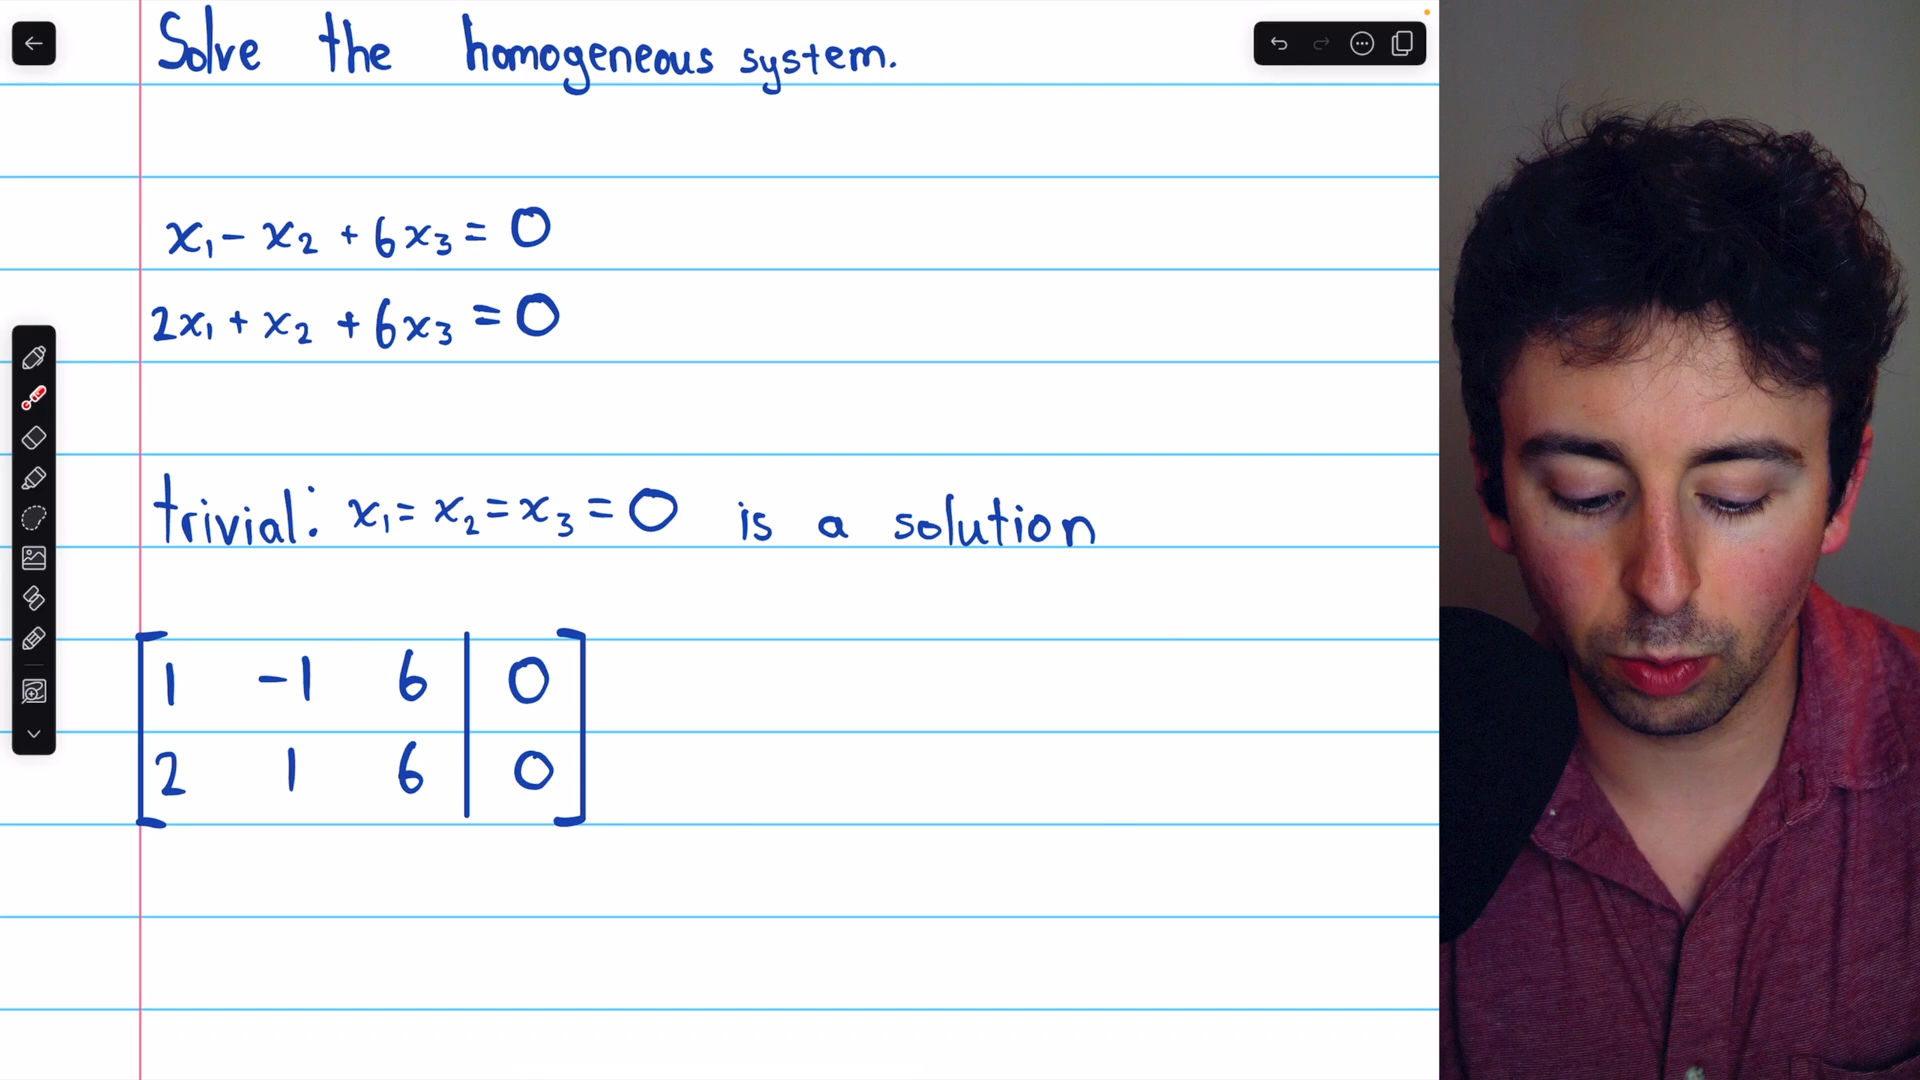 Solve the homogeneous system.
x₁ - x₂ + 6x₃ = 0
2x₁ + x₂ + 6x₃ = 0
trivial: x₁ = x₂ = x₃ = 0 is a solution
1 -1 6 | 0
2 1 6 | 0